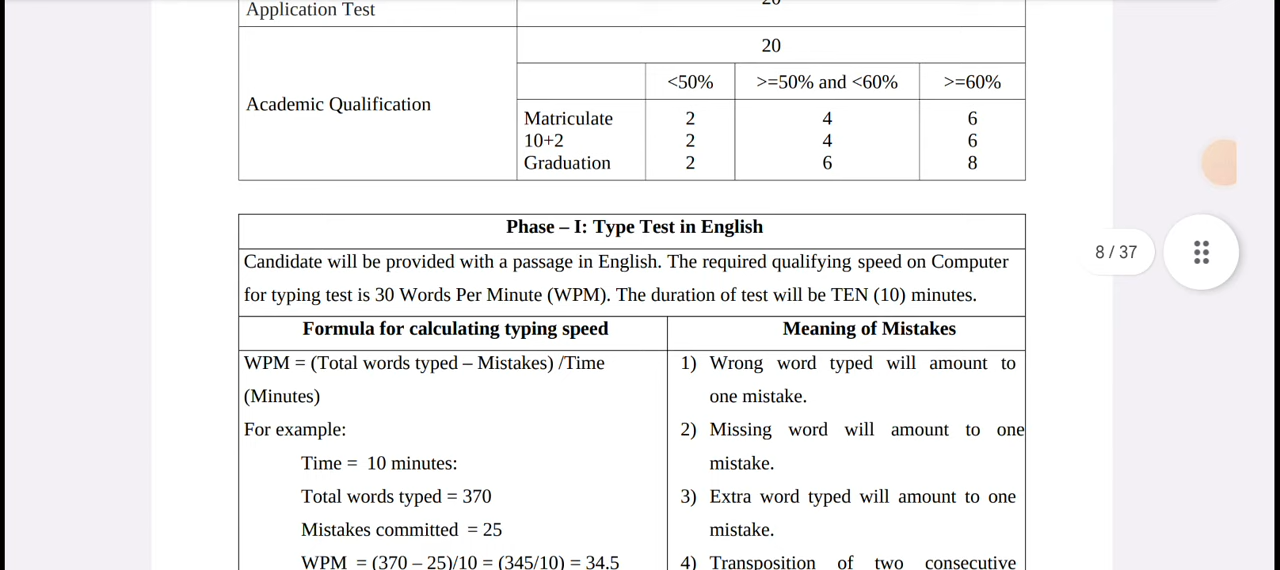 Application Test
20
Academic Qualification
20
<50% >=50% and <60% >=60%
Matriculate 2 4 6
10+2 2 4 6
Graduation 2 6 8
Phase – I: Type Test in English
Candidate will be provided with a passage in English. The required qualifying speed on Computer
for typing test is 30 Words Per Minute (WPM). The duration of test will be TEN (10) minutes.
8 / 37
Formula for calculating typing speed
WPM = (Total words typed – Mistakes) /Time
(Minutes)
For example:
Time = 10 minutes:
Total words typed = 370
Mistakes committed = 25
WPM = (370 – 25)/10 = (345/10) = 34.5
Meaning of Mistakes
1) Wrong word typed will amount to
one mistake.
2) Missing word will amount to one
mistake.
3) Extra word typed will amount to one
mistake.
4) Transposition of two consecutive